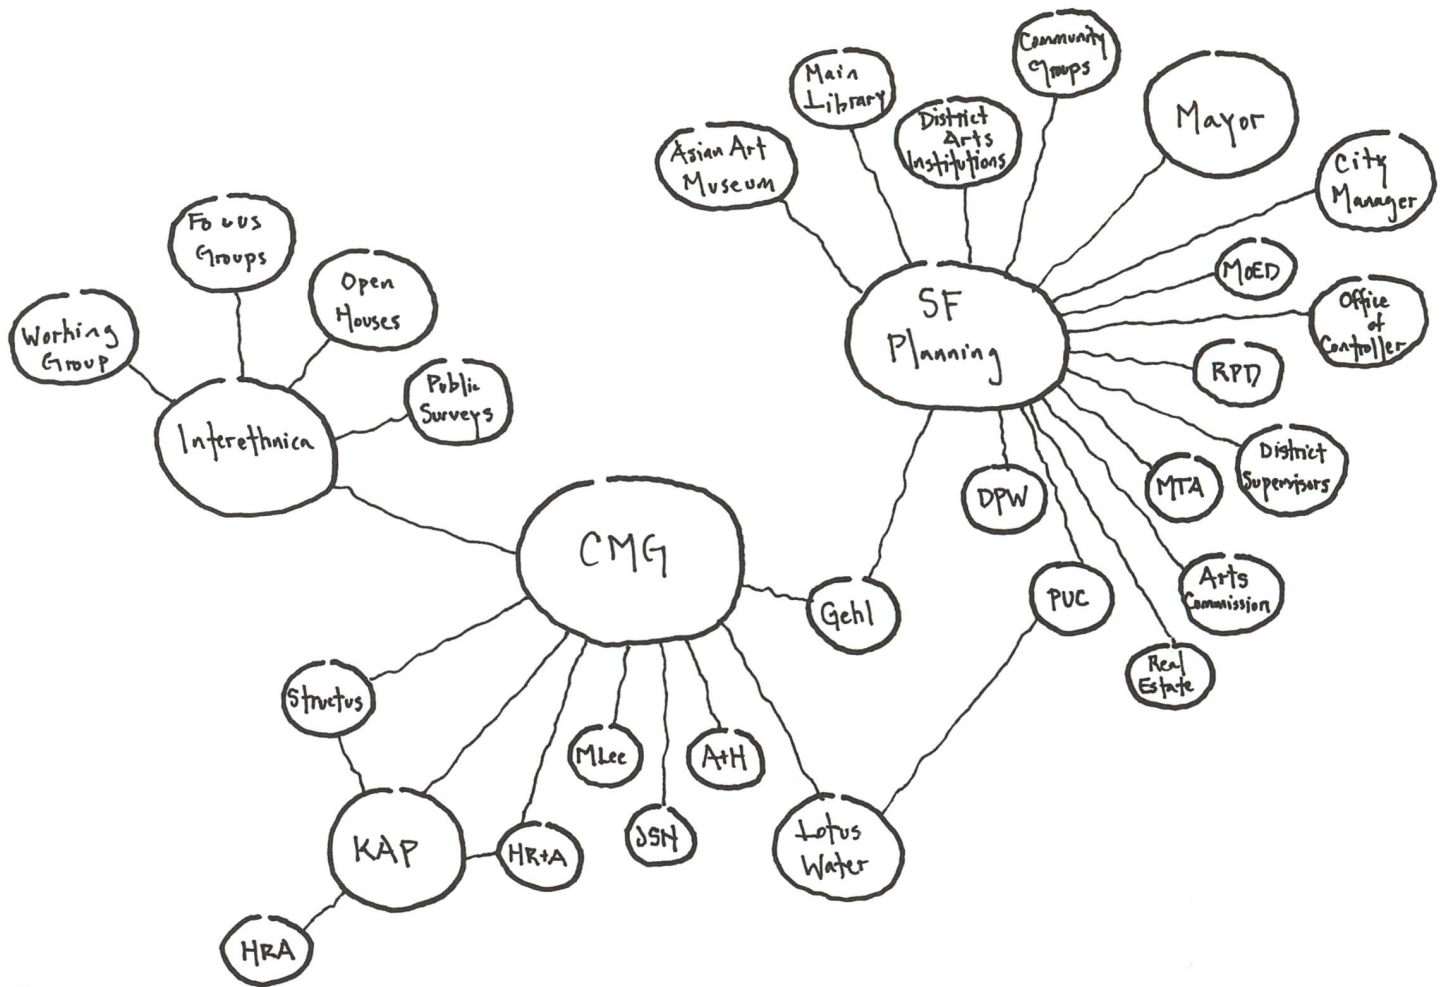 Community
Groups
Main
Library
District
Arts
Institutions
Mayor
Asian Art
Museum
City
Manager
Focus
Groups
MOED
Open
Houses
SF
Planning
Office
of
Controller
Working
Group
RPD
Public
Surveys
Interethnica
District
Supervisors
DPW
MTA
CMG
Gehl
PUC
Arts
Commission
Real
Estate
Structus
MLee
A+H
KAP
HR+A
JSN
Lotus
Water
HRA